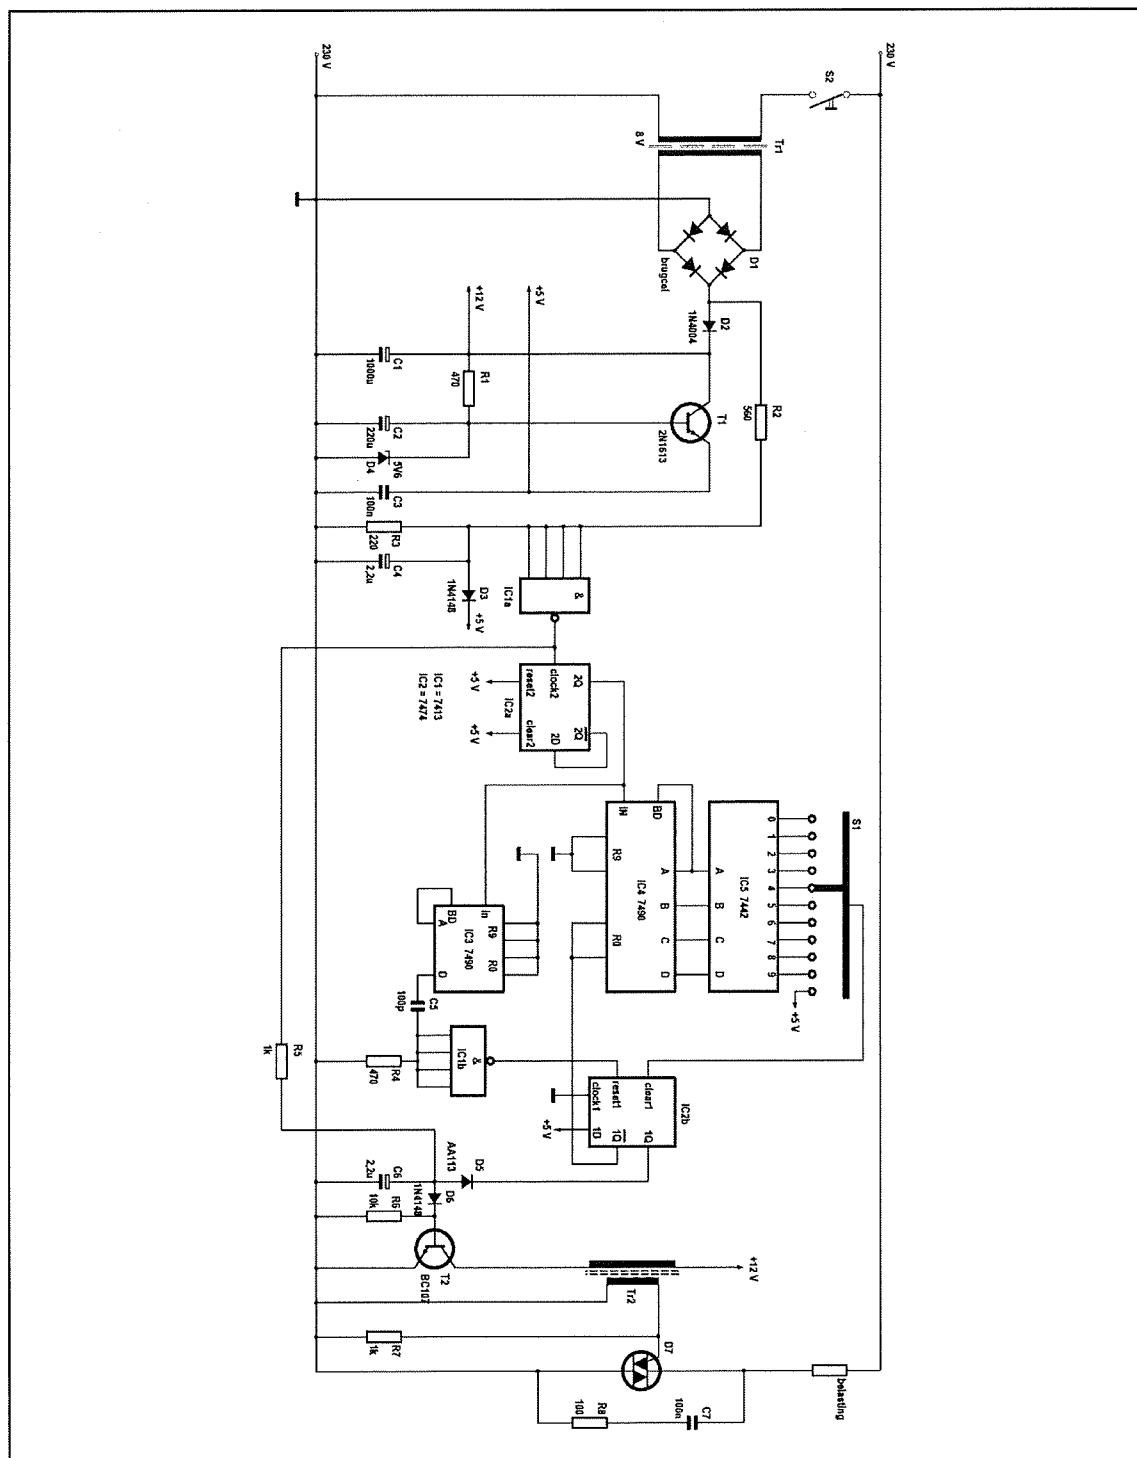 230 V
230 V
S2
Tr1
8 V
D1
brugcel
D2
1N4004
+5 V
+12 V
R2
560
T1
2N1613
R1
470
C1
1000u
C2
220u
5V6
D4
C3
100n
R3
220
C4
2,2u
D3
1N4148
+5 V
&
IC1a
2Q
2Q
clock2
2D
reset2
clear2
IC2a
+5 V
+5 V
IC1 = 7413
IC2 = 7474
S1
0
1
2
3
4
5
6
7
8
9
+5 V
IC5 7442
A
B
C
D
BD
A
B
C
D
IN
IC4 7490
R9
R0
in
R9
R0
BD
IC3 7490
A
D
C5
100p
&
IC1b
R4
470
R5
1k
IC2b
clear1
1Q
reset1
1Q
clock1
1D
+5 V
D5
AA113
C6
2,2u
D6
1N4148
R6
10k
T2
BC107
+12 V
Tr2
R7
1k
D7
belasting
C7
100n
R8
100